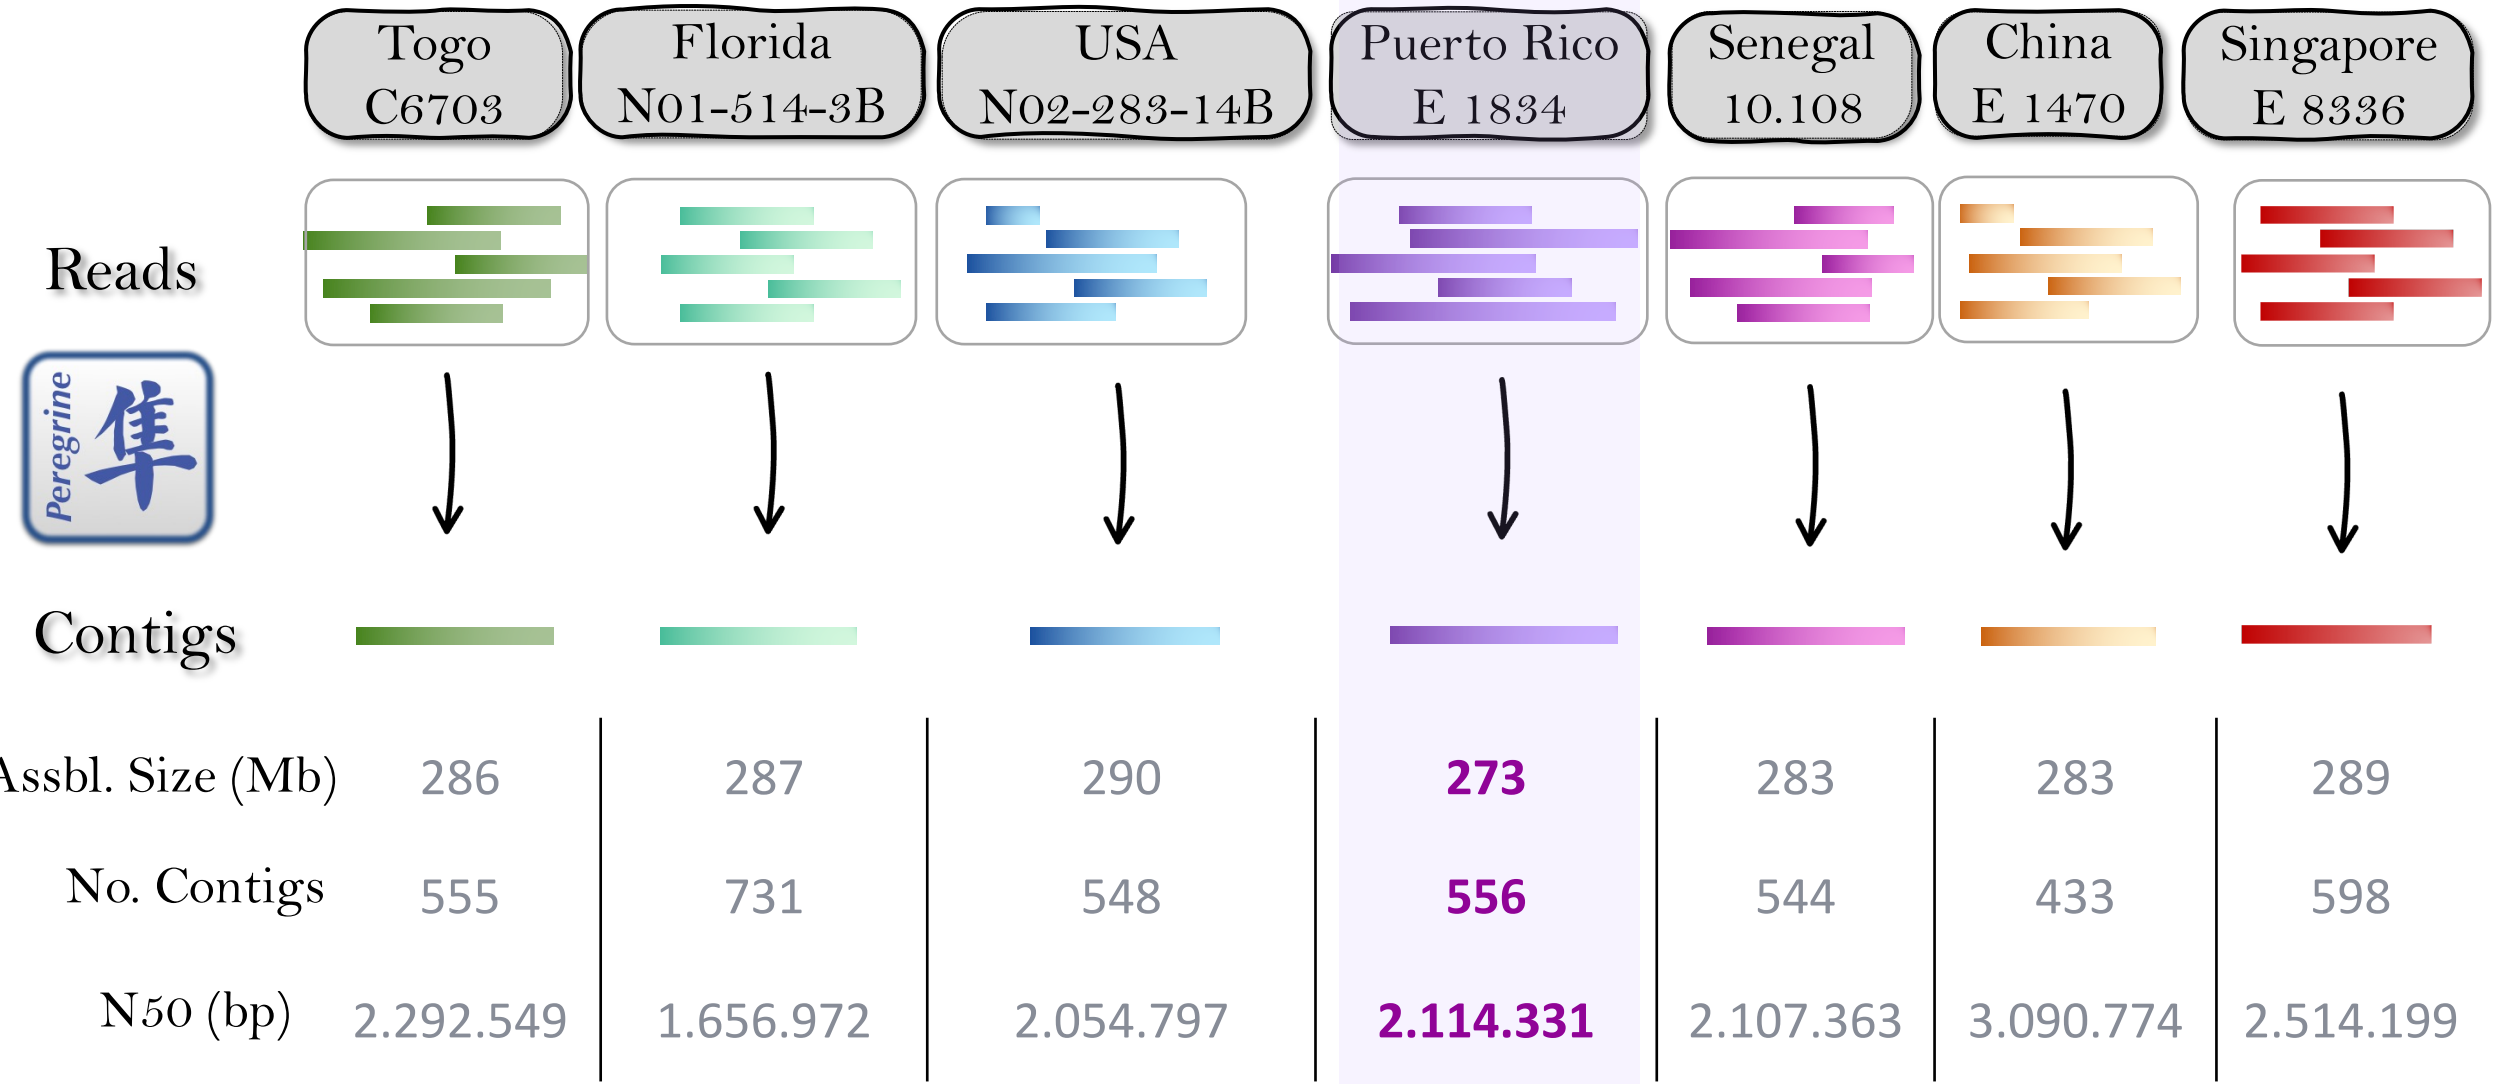 Togo
C6703
Florida
N01-514-3B
USA
N02-283-14B
Pueto Rico
E 1834
Senegal
10.108
China
E 1470
Singapore
E 8336
Reads
Peregrine
隼
Contigs
Assbl. Size (Mb) 286 287 290 273 283 283 289
No. Contigs 555 731 548 556 544 433 598
N50 (bp) 2.292.549 1.656.972 2.054.797 2.114.331 2.107.363 3.090.774 2.514.199